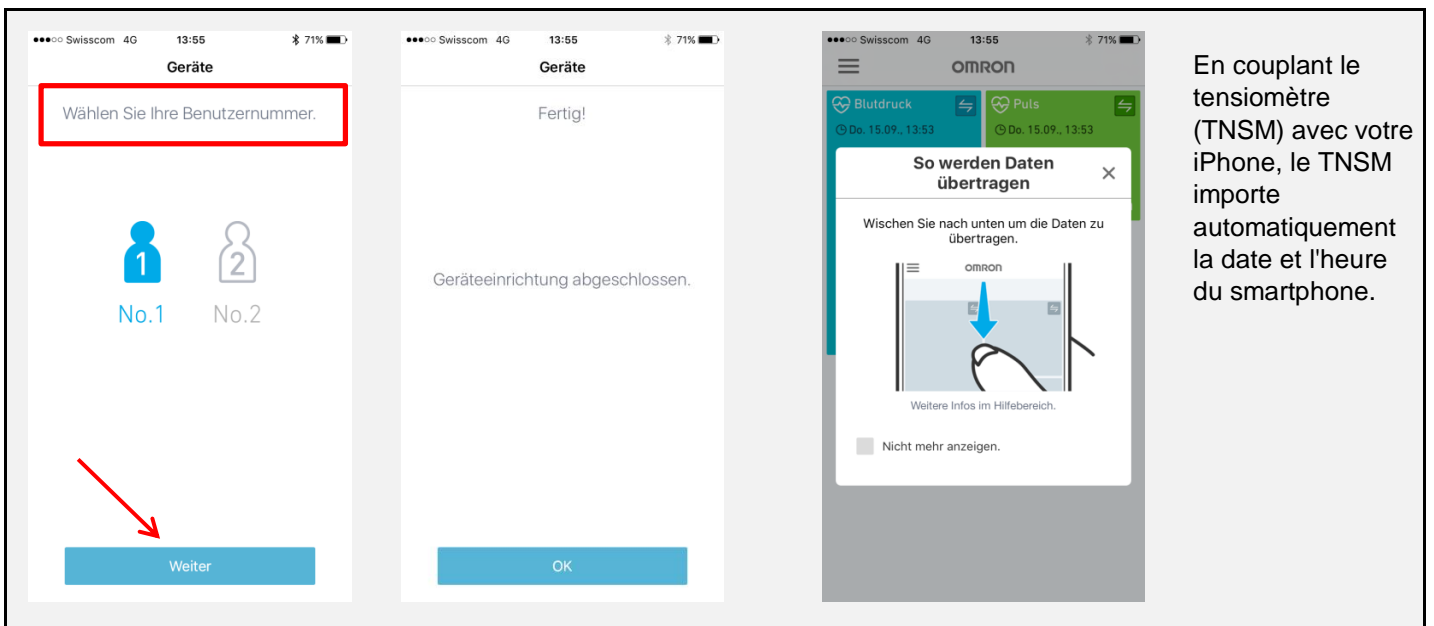 Swisscom 4G 13:55 71%
Geräte
Wählen Sie Ihre Benutzernummer.
1 2
No.1 No.2
Weiter
Swisscom 4G 13:55 71%
Geräte
Fertig!
Geräteeinrichtung abgeschlossen.
OK
Swisscom 4G 13:55 71%
OMRON
Blutdruck
Do. 15.09., 13:53
Puls
Do. 15.09., 13:53
So werden Daten
übertragen
Wischen Sie nach unten um die Daten zu
übertragen.
OMRON
Weitere Infos im Hilfebereich.
Nicht mehr anzeigen.
En couplant le
tensiomètre
(TNSM) avec votre
iPhone, le TNSM
importe
automatiquement
la date et l'heure
du smartphone.